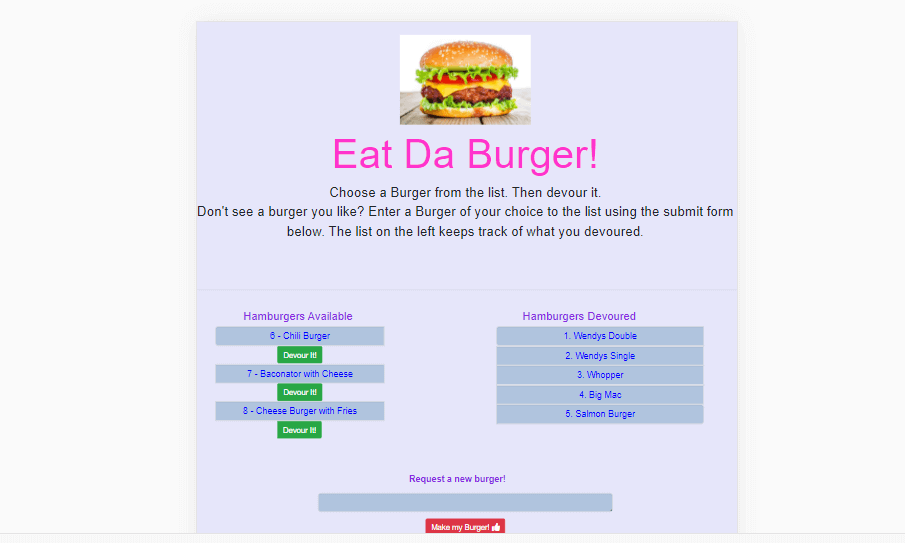 Eat Da Burger!
Choose a Burger from the list. Then devour it.
Don't see a burger you like? Enter a Burger of your choice to the list using the submit form
below. The list on the left keeps track of what you devoured.
Hamburgers Available
6 - Chili Burger
Devour It!
7 - Baconator with Cheese
Devour It!
8 - Cheese Burger with Fries
Devour It!
Hamburgers Devoured
1. Wendys Double
2. Wendys Single
3. Whopper
4. Big Mac
5. Salmon Burger
Request a new burger!
Make my Burger!